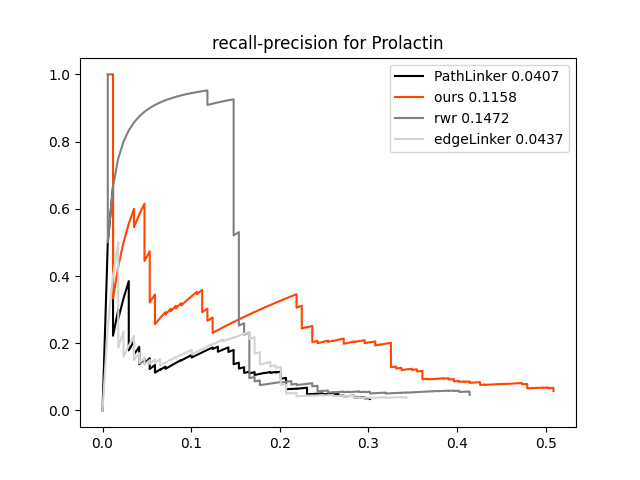 recall-precision for Prolactin
PathLinker 0.0407
ours 0.1158
rwr 0.1472
edgeLinker 0.0437
1.0
0.8
0.6
0.4
0.2
0.0
0.0 0.1 0.2 0.3 0.4 0.5